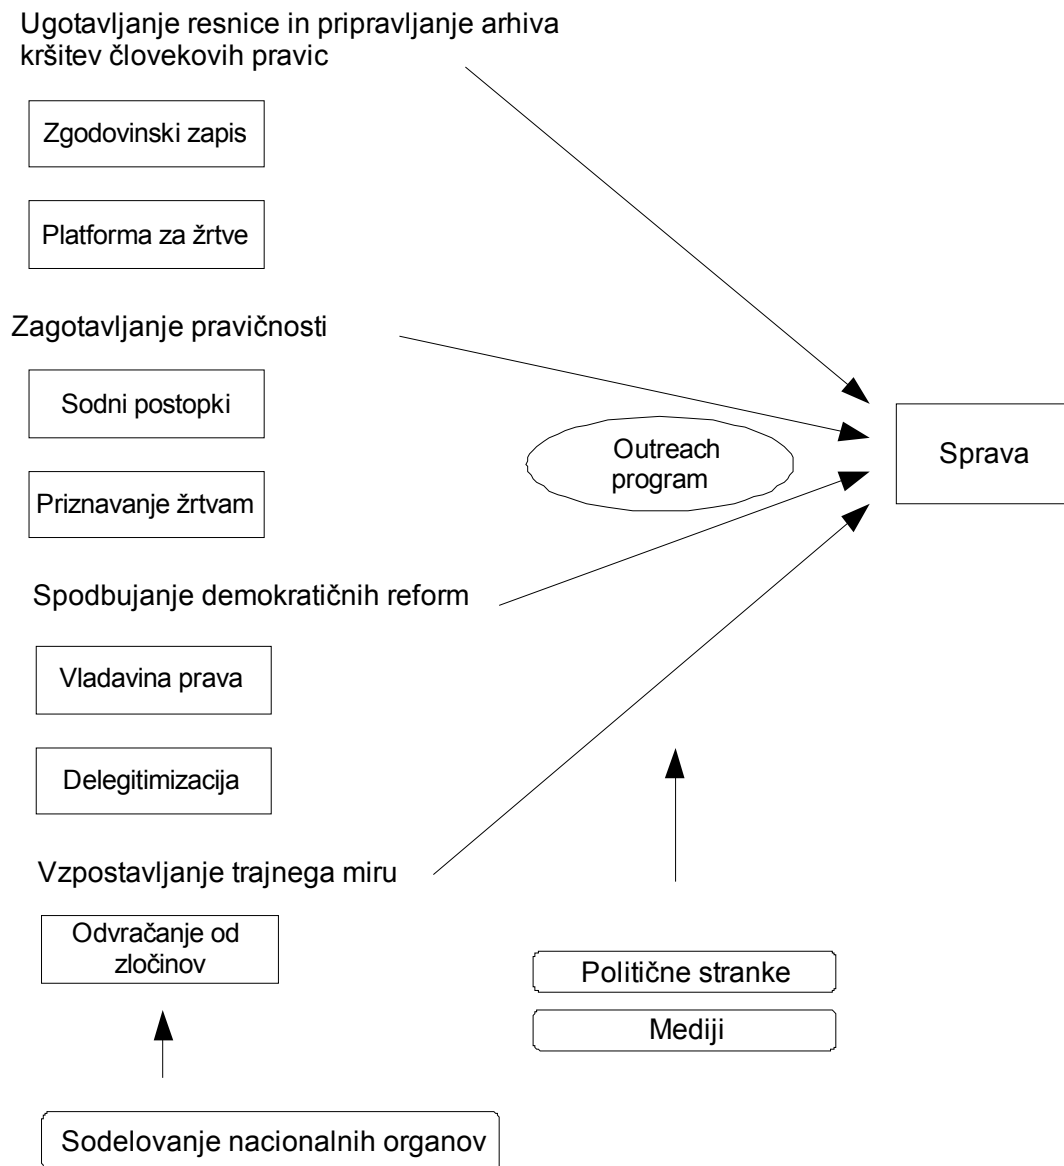 Ugotavljanje resnice in pripravljanje arhiva
kršitev človekovih pravic
Zgodovinski zapis
Platforma za žrtve
Zagotavljanje pravičnosti
Sodni postopki
Priznavanje žrtvam
Outreach
program
Sprava
Spodbujanje demokratičnih reform
Vladavina prava
Delegitimizacija
Vzpostavljanje trajnega miru
Odvračanje od
zločinov
Politične stranke
Mediji
Sodelovanje nacionalnih organov